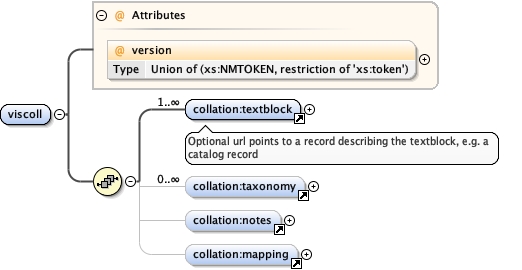 @ Attributes
@ version
Type Union of (xs:NMTOKEN, restriction of 'xs:token')
viscoll
1..∞
collation:textblock
Optional url points to a record describing the textblock, e.g. a
catalog record
0..∞
collation:taxonomy
collation:notes
collation:mapping